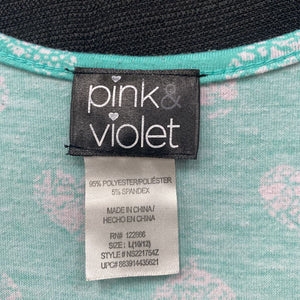 pink &
violet
95% POLYESTER/POLIÉSTER
5% SPANDEX
MADE IN CHINA /
HECHO EN CHINA
RN# 122666
SIZE: L(10/12)
STYLE # NS221754Z
UPC# 863914435621